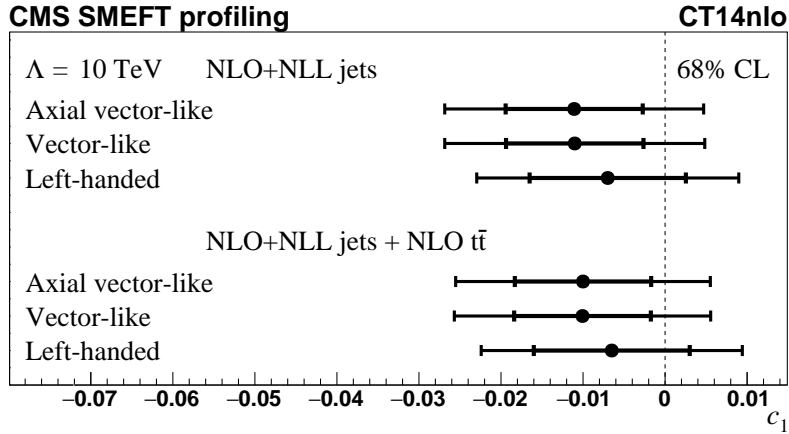 CMS SMEFT profiling CT14nlo
Λ = 10 TeV NLO+NLL jets 68% CL
Axial vector-like
Vector-like
Left-handed
NLO+NLL jets + NLO tt̄
Axial vector-like
Vector-like
Left-handed
−0.07 −0.06 −0.05 −0.04 −0.03 −0.02 −0.01 0 0.01
c₁